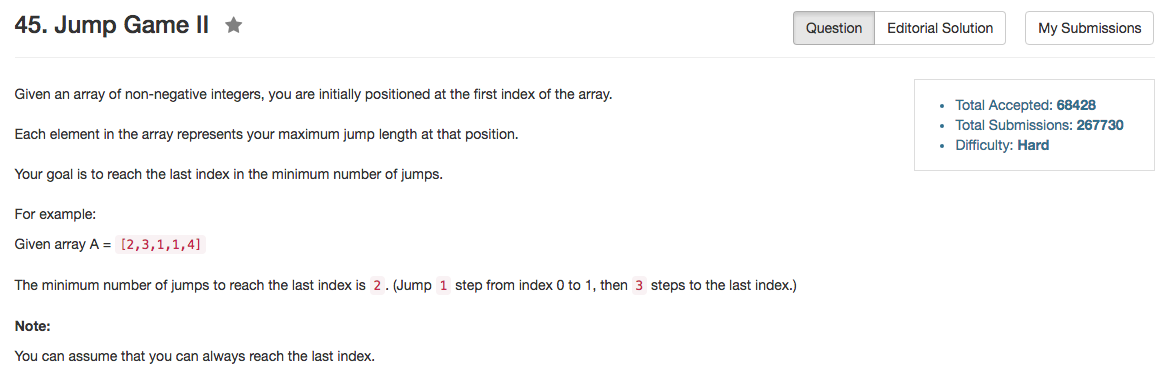 45. Jump Game II
Question
Editorial Solution
My Submissions
Given an array of non-negative integers, you are initially positioned at the first index of the array.
Each element in the array represents your maximum jump length at that position.
Your goal is to reach the last index in the minimum number of jumps.
For example:
Given array A = [2,3,1,1,4]
The minimum number of jumps to reach the last index is 2 . (Jump 1 step from index 0 to 1, then 3 steps to the last index.)
Note:
You can assume that you can always reach the last index.
Total Accepted: 68428
Total Submissions: 267730
Difficulty: Hard